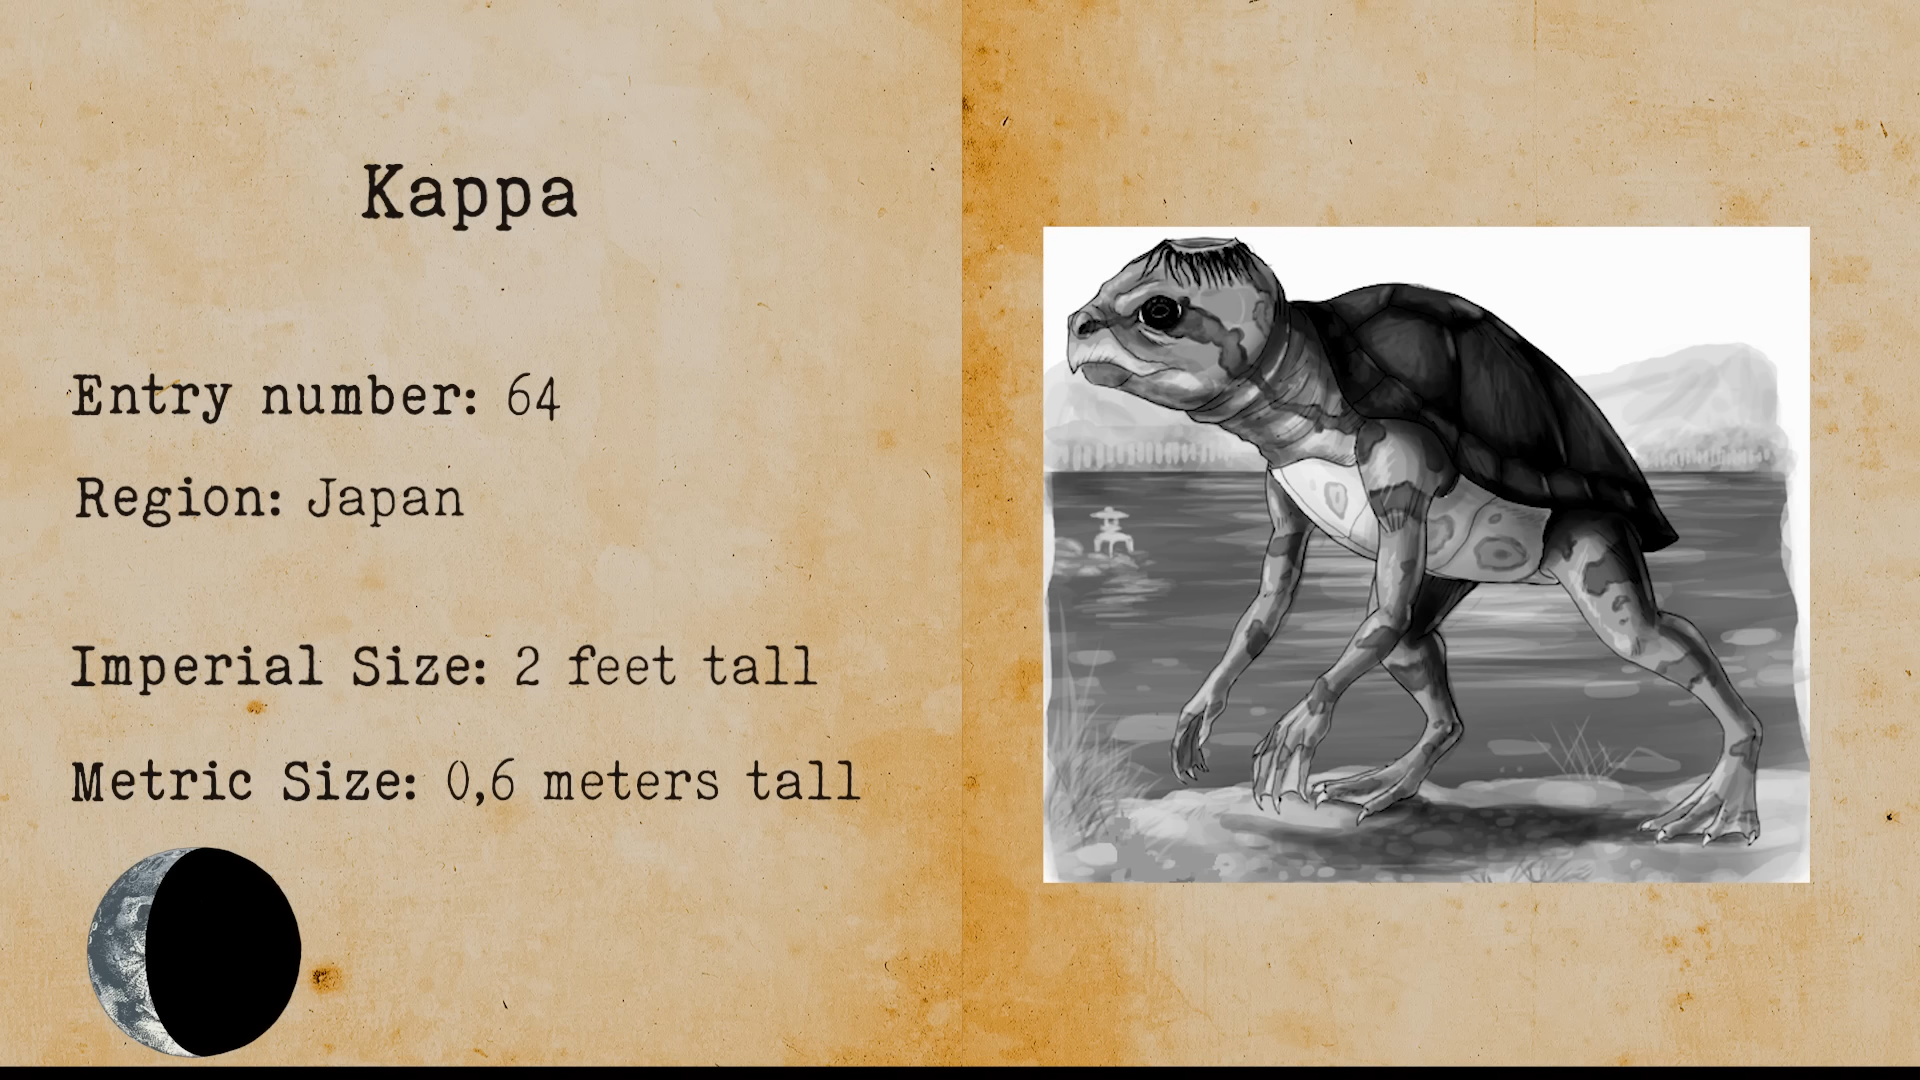 Kappa
Entry number: 64
Region: Japan
Imperial Size: 2 feet tall
Metric Size: 0,6 meters tall